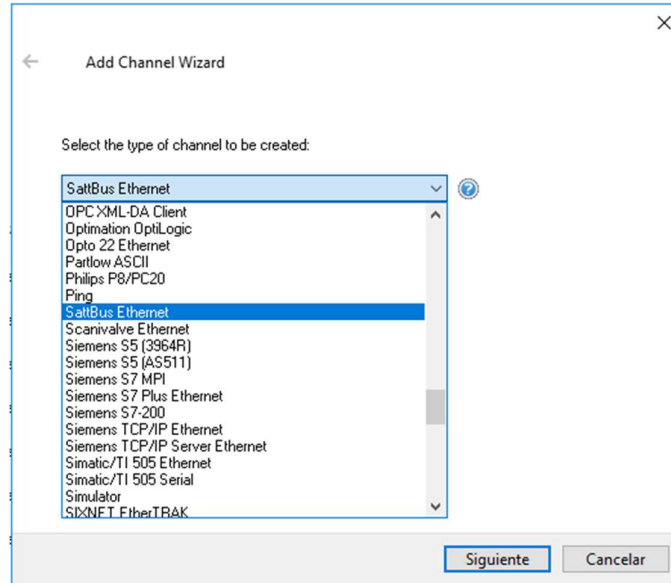 Add Channel Wizard
Select the type of channel to be created:
SattBus Ethernet
OPC XML-DA Client
Optimation OptiLogic
Opto 22 Ethernet
Partlow ASCII
Philips P8/PC20
Ping
SattBus Ethernet
Scanivalve Ethernet
Siemens S5 (3964R)
Siemens S5 (AS511)
Siemens S7 MPI
Siemens S7 Plus Ethernet
Siemens S7-200
Siemens TCP/IP Ethernet
Siemens TCP/IP Server Ethernet
Simatic/TI 505 Ethernet
Simatic/TI 505 Serial
Simulator
SIXNET EtherTRAK
Siguiente Cancelar